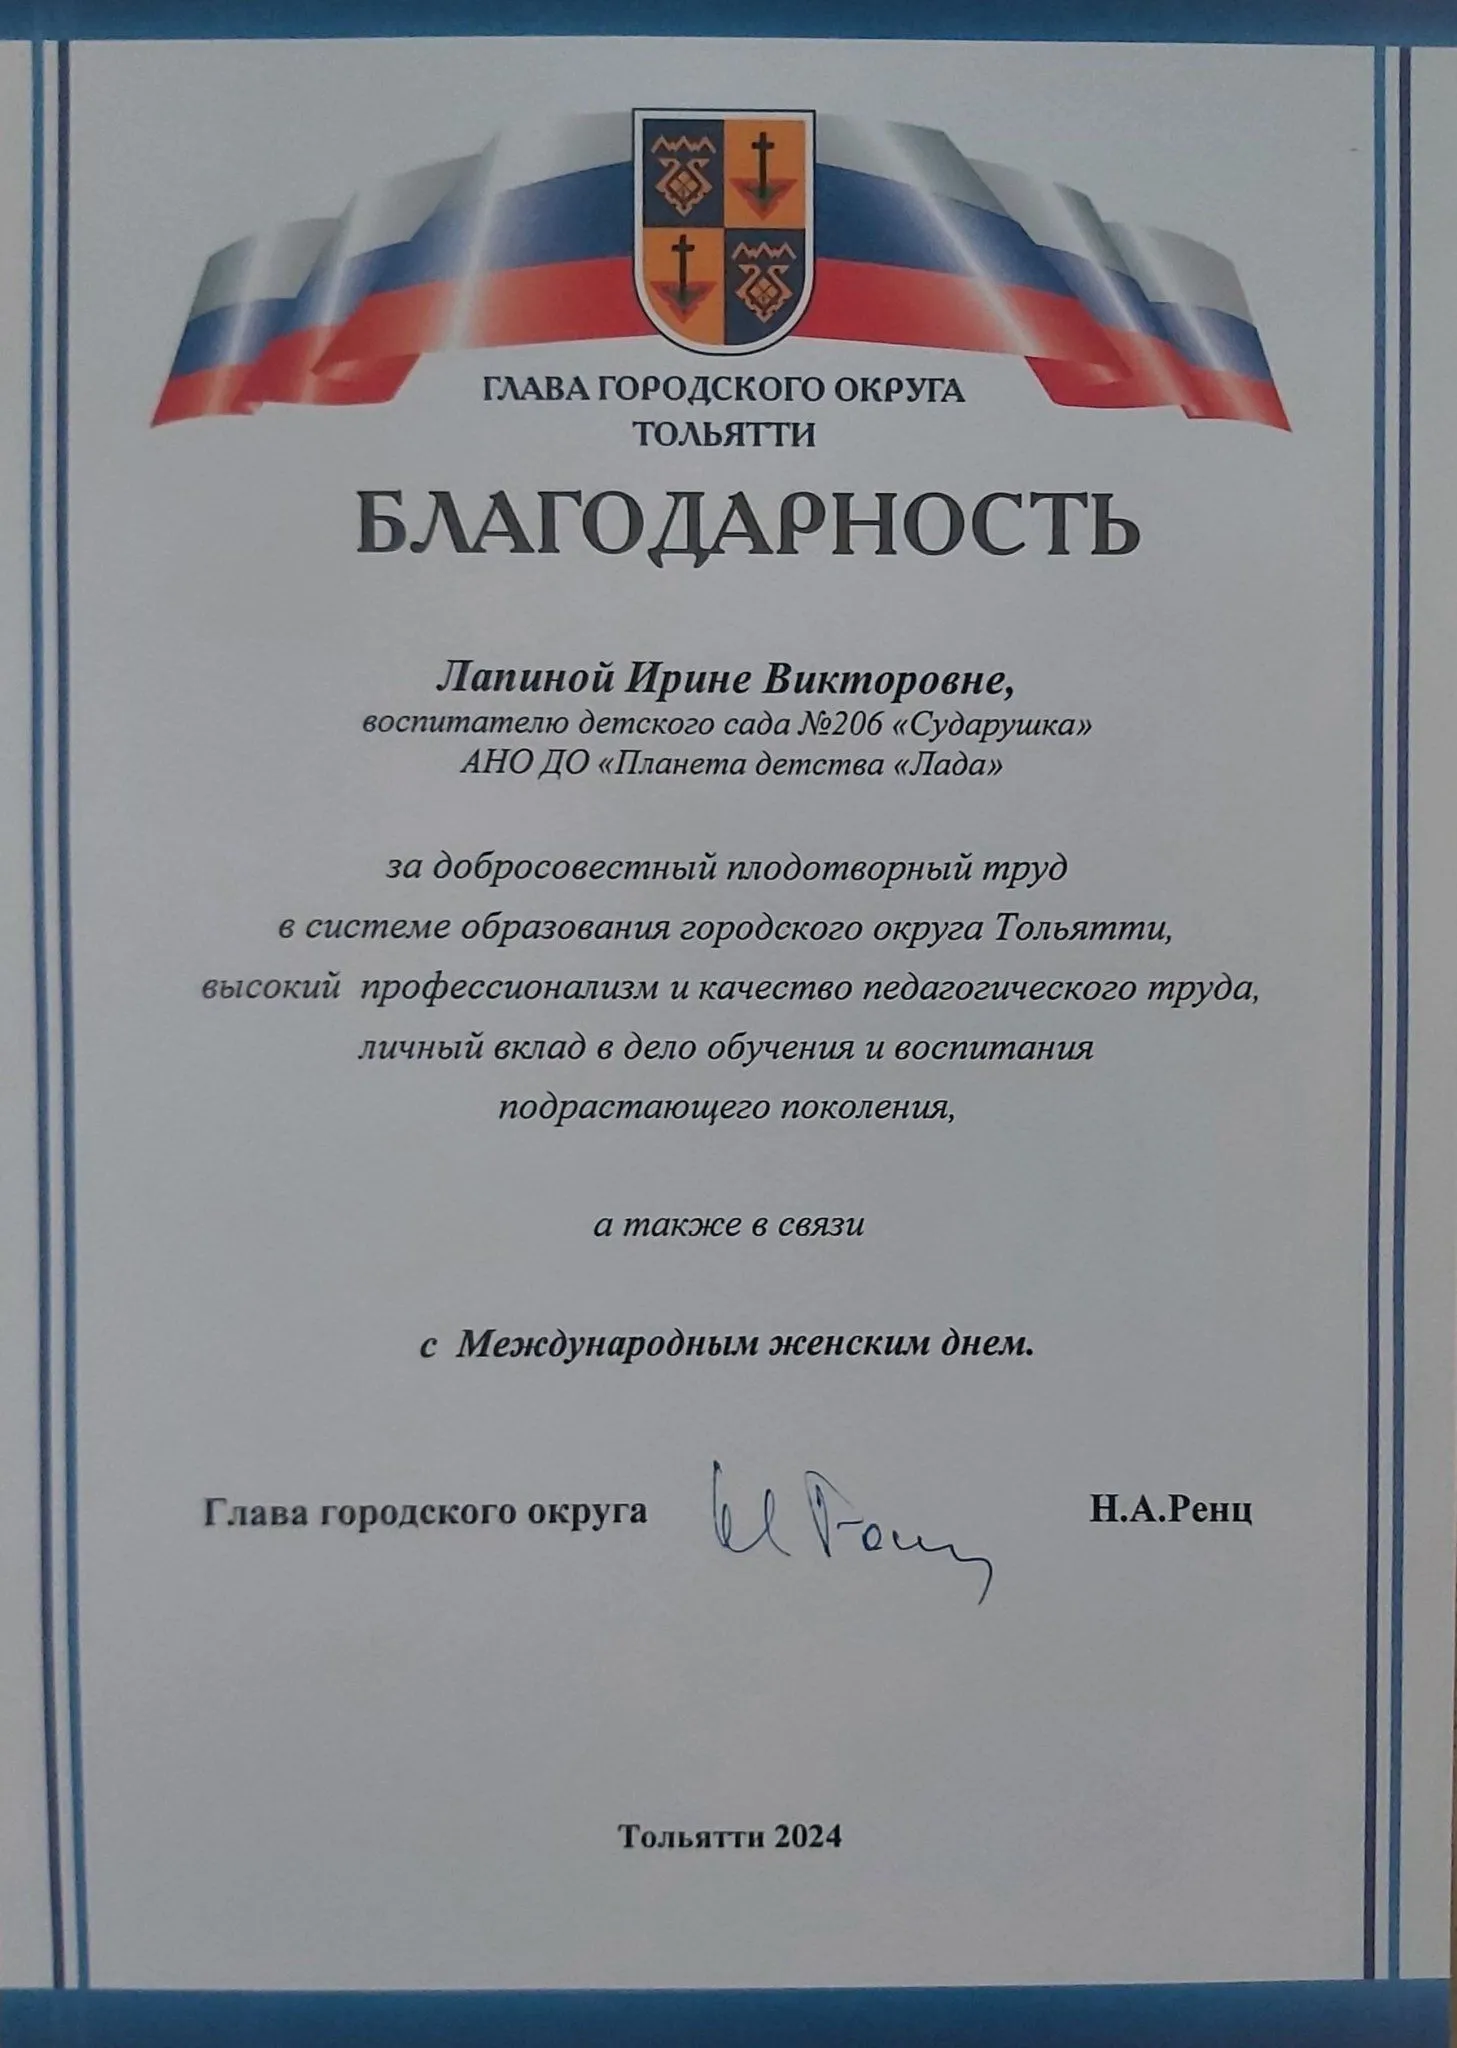 ГЛАВА ГОРОДСКОГО ОКРУГА
ТОЛЬЯТТИ
БЛАГОДАРНОСТЬ
Лапиной Ирине Викторовне,
воспитателю детского сада №206 «Сударушка»
АНО ДО «Планета детства «Лада»
за добросовестный плодотворный труд
в системе образования городского округа Тольятти,
высокий профессионализм и качество педагогического труда,
личный вклад в дело обучения и воспитания
подрастающего поколения,
а также в связи
с Международным женским днем.
Глава городского округа Н.А.Ренц
Тольятти 2024